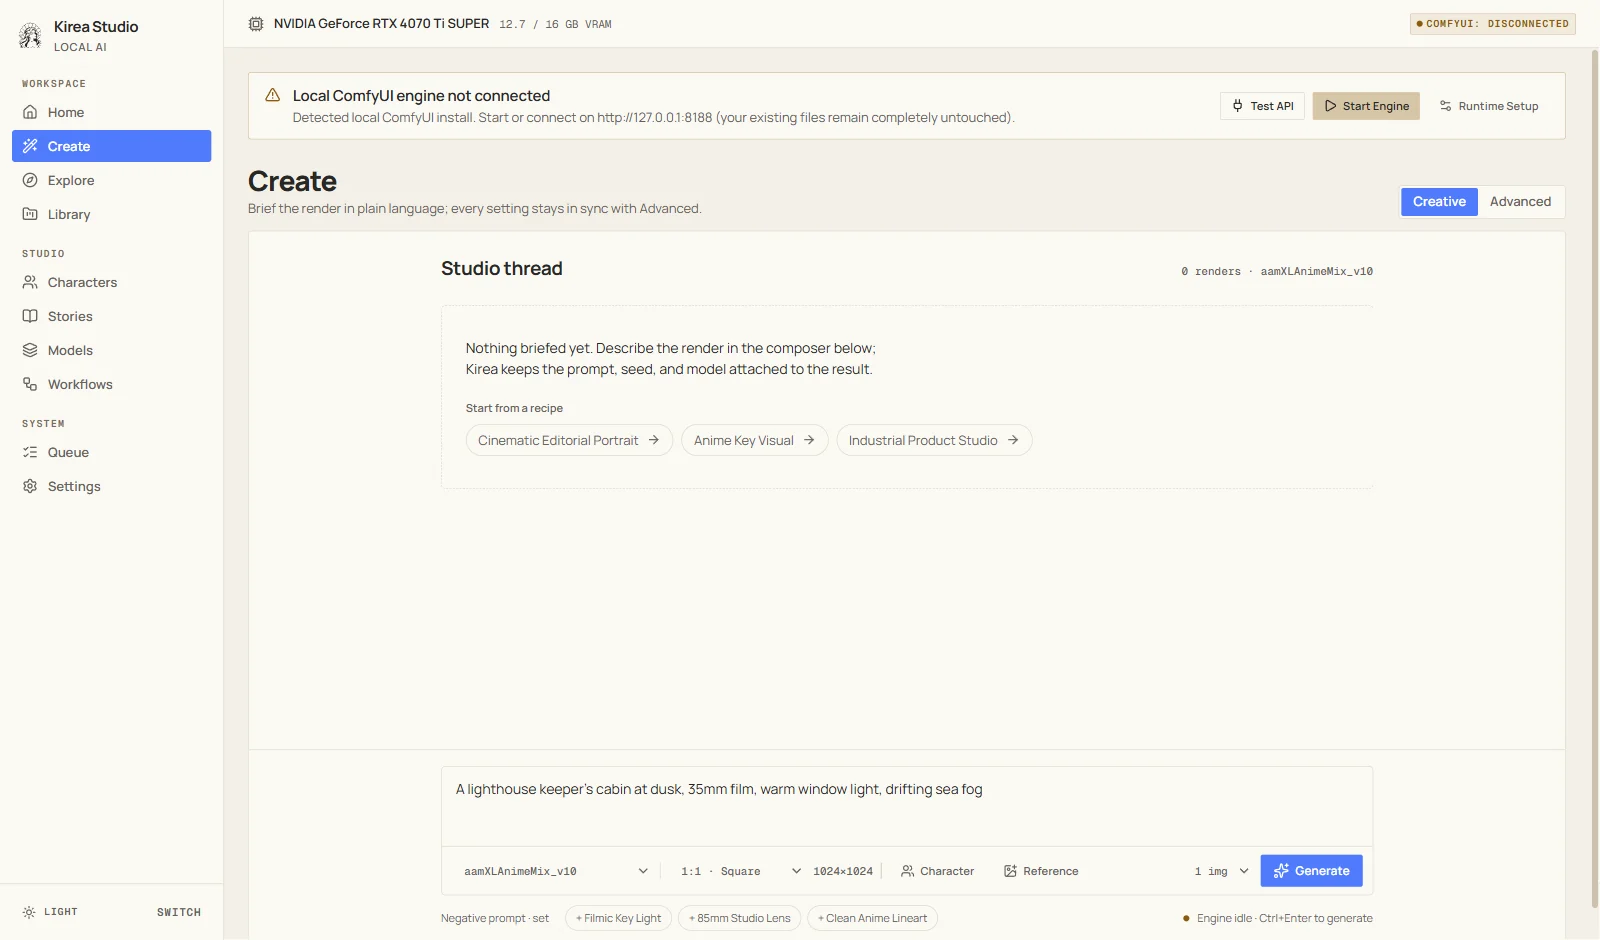 Kirea Studio
LOCAL AI
WORKSPACE
Home
Create
Explore
Library
STUDIO
Characters
Stories
Models
Workflows
SYSTEM
Queue
Settings
LIGHT
SWITCH
NVIDIA GeForce RTX 4070 Ti SUPER 12.7 / 16 GB VRAM
COMFYUI: DISCONNECTED
Local ComfyUI engine not connected
Detected local ComfyUI install. Start or connect on http://127.0.0.1:8188 (your existing files remain completely untouched).
Test API
Start Engine
Runtime Setup
Create
Brief the render in plain language; every setting stays in sync with Advanced.
Creative
Advanced
Studio thread
0 renders · aamXLAnimeMix_v10
Nothing briefed yet. Describe the render in the composer below;
Kirea keeps the prompt, seed, and model attached to the result.
Start from a recipe
Cinematic Editorial Portrait →
Anime Key Visual →
Industrial Product Studio →
A lighthouse keeper's cabin at dusk, 35mm film, warm window light, drifting sea fog
aamXLAnimeMix_v10
1:1 · Square
1024×1024
Character
Reference
1 img
Generate
Negative prompt · set
+ Filmic Key Light
+ 85mm Studio Lens
+ Clean Anime Lineart
Engine idle · Ctrl+Enter to generate